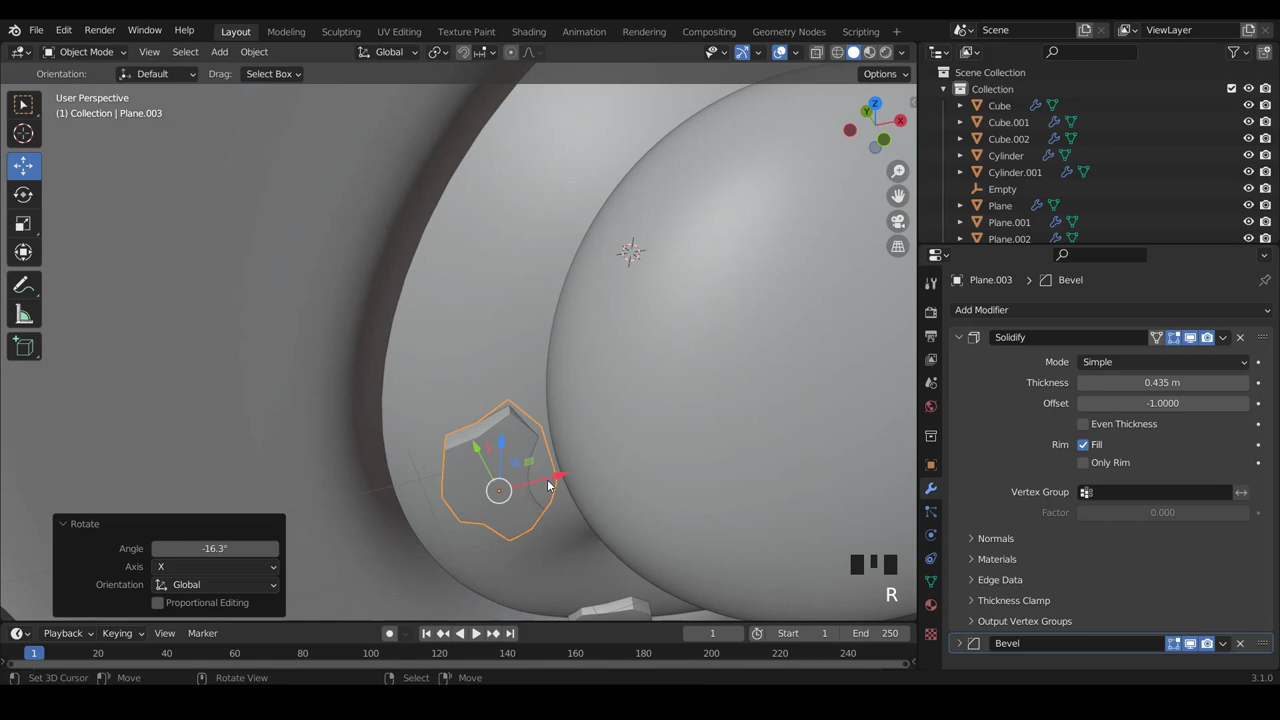 File Edit Render Window Help Layout Modeling Sculpting UV Editing Texture Paint Shading Animation Rendering Compositing Geometry Nodes Scripting + Scene ViewLayer
Object Mode View Select Add Object Global
Orientation: Default Drag: Select Box Options
User Perspective
(1) Collection | Plane.003
Z
Y
X
Scene Collection
Collection
Cube
Cube.001
Cube.002
Cylinder
Cylinder.001
Empty
Plane
Plane.001
Plane.002
Plane.003 > Bevel
Add Modifier
Solidify
Mode Simple
Thickness 0.435 m
Offset -1.0000
Even Thickness
Rim Fill
Only Rim
Vertex Group
Factor 0.000
Normals
Materials
Edge Data
Thickness Clamp
Output Vertex Groups
Bevel
Rotate
Angle -16.3°
Axis X
Orientation Global
Proportional Editing
R
Playback Keying View Marker 1 Start 1 End 250
1 20 40 60 80 100 120 140 160 180 200 220 240
Set 3D Cursor Move Rotate View Select Move 3.1.0